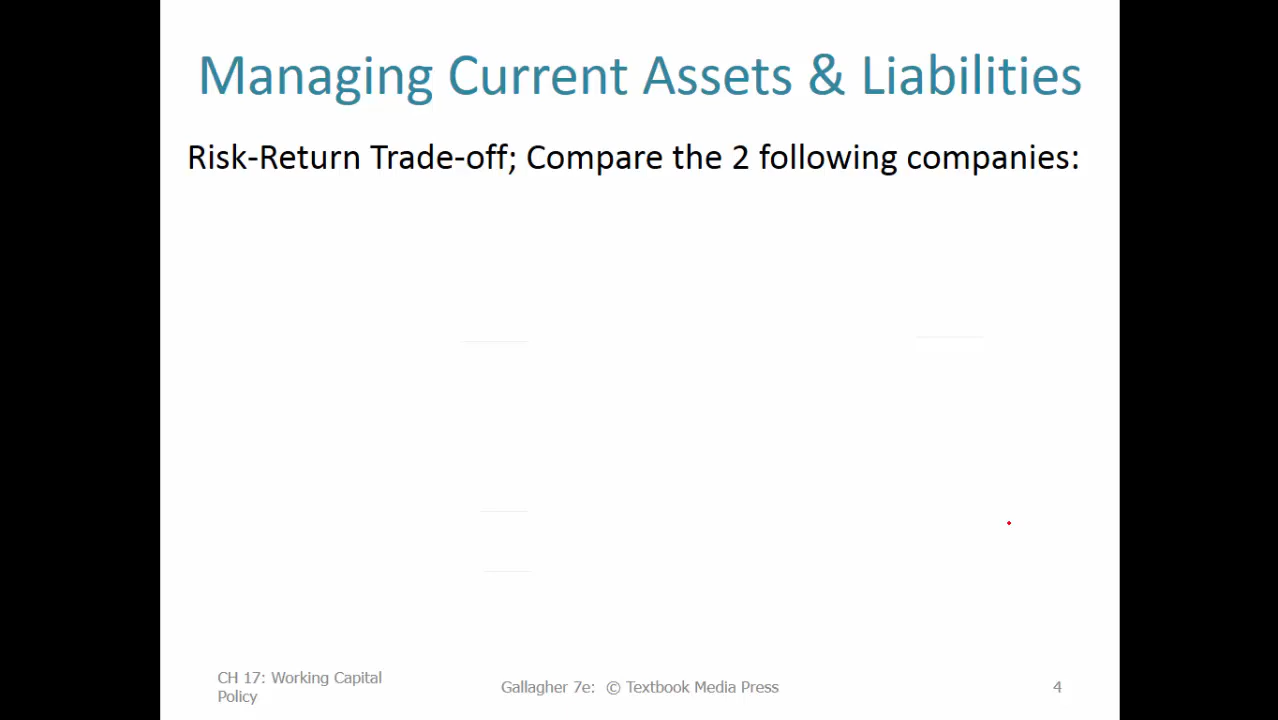 Managing Current Assets & Liabilities
Risk-Return Trade-off; Compare the 2 following companies:
CH 17: Working Capital
Policy
Gallagher 7e: © Textbook Media Press
4